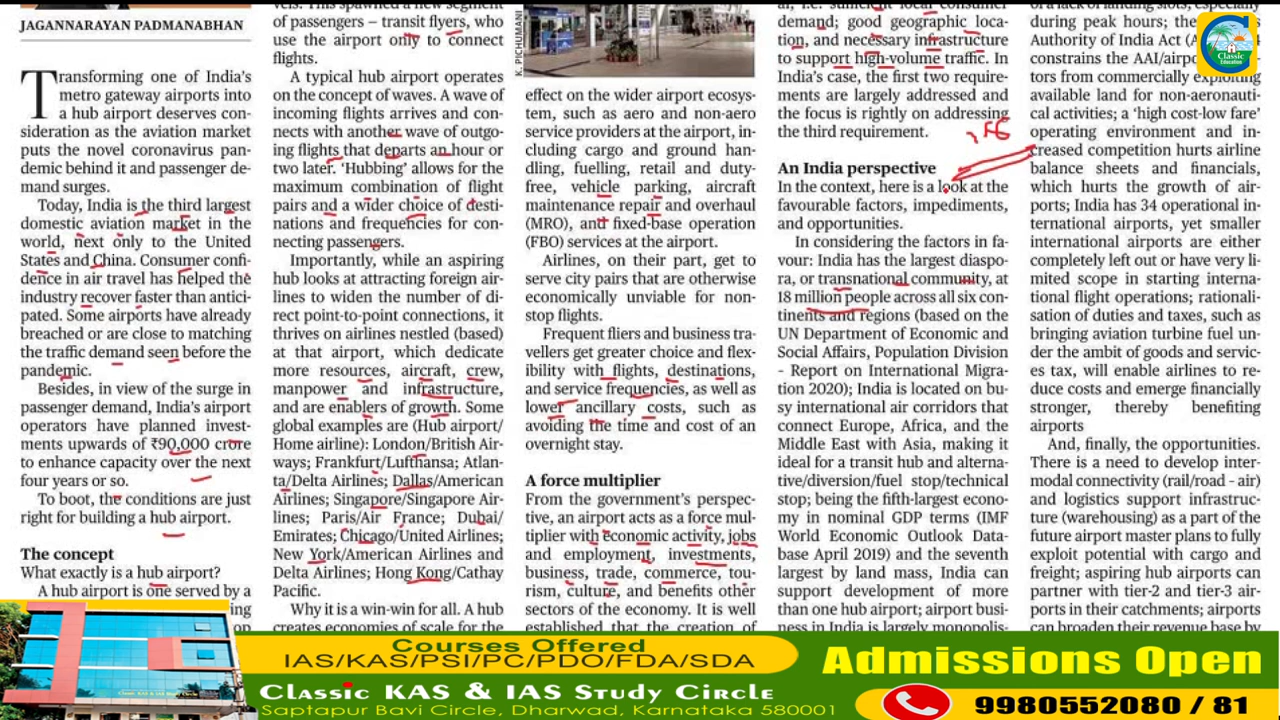 JAGANNARAYAN PADMANABHAN
Transforming one of India's
metro gateway airports into
a hub airport deserves con-
sideration as the aviation market
puts the novel coronavirus pan-
demic behind it and passenger de-
mand surges.
Today, India is the third largest
domestic aviation market in the
world, next only to the United
States and China. Consumer confi-
dence in air travel has helped the
industry recover faster than antici-
pated. Some airports have already
breached or are close to matching
the traffic demand seen before the
pandemic.
Besides, in view of the surge in
passenger demand, India's airport
operators have planned invest-
ments upwards of ₹90,000 crore
to enhance capacity over the next
four years or so.
To boot, the conditions are just
right for building a hub airport.
The concept
What exactly is a hub airport?
A hub airport is one served by a
vels. This spawned a new segment
of passengers – transit flyers, who
use the airport only to connect
flights.
A typical hub airport operates
on the concept of waves. A wave of
incoming flights arrives and con-
nects with another wave of outgo-
ing flights that departs an hour or
two later. 'Hubbing' allows for the
maximum combination of flight
pairs and a wider choice of desti-
nations and frequencies for con-
necting passengers.
Importantly, while an aspiring
hub looks at attracting foreign air-
lines to widen the number of di-
rect point-to-point connections, it
thrives on airlines nestled (based)
at that airport, which dedicate
more resources, aircraft, crew,
manpower and infrastructure,
and are enablers of growth. Some
global examples are (Hub airport/
Home airline): London/British Air-
ways; Frankfurt/Lufthansa; Atlan-
ta/Delta Airlines; Dallas/American
Airlines; Singapore/Singapore Air-
lines; Paris/Air France; Dubai/
Emirates; Chicago/United Airlines;
New York/American Airlines and
Delta Airlines; Hong Kong/Cathay
Pacific.
Why it is a win-win for all. A hub
creates economies of scale for the
K. PICHUMANI
effect on the wider airport ecosys-
tem, such as aero and non-aero
service providers at the airport, in-
cluding cargo and ground han-
dling, fuelling, retail and duty-
free, vehicle parking, aircraft
maintenance repair and overhaul
(MRO), and fixed-base operation
(FBO) services at the airport.
Airlines, on their part, get to
serve city pairs that are otherwise
economically unviable for non-
stop flights.
Frequent fliers and business tra-
vellers get greater choice and flex-
ibility with flights, destinations,
and service frequencies, as well as
lower ancillary costs, such as
avoiding the time and cost of an
overnight stay.
A force multiplier
From the government's perspec-
tive, an airport acts as a force mul-
tiplier with economic activity, jobs
and employment, investments,
business, trade, commerce, tou-
rism, culture, and benefits other
sectors of the economy. It is well
established that the creation of
demand; good geographic loca-
tion, and necessary infrastructure
to support high-volume traffic. In
India's case, the first two require-
ments are largely addressed and
the focus is rightly on addressing
the third requirement.
An India perspective
In the context, here is a look at the
favourable factors, impediments,
and opportunities.
In considering the factors in fa-
vour: India has the largest diaspo-
ra, or transnational community, at
18 million people across all six con-
tinents and regions (based on the
UN Department of Economic and
Social Affairs, Population Division
- Report on International Migra-
tion 2020); India is located on bu-
sy international air corridors that
connect Europe, Africa, and the
Middle East with Asia, making it
ideal for a transit hub and alterna-
tive/diversion/fuel stop/technical
stop; being the fifth-largest econo-
my in nominal GDP terms (IMF
World Economic Outlook Data-
base April 2019) and the seventh
largest by land mass, India can
support development of more
than one hub airport; airport busi-
ness in India is largely monopolis-
during peak hours; the
Authority of India Act
constrains the AAI/
tors from commercially exploiting
available land for non-aeronauti-
cal activities; a 'high cost-low fare'
operating environment and in-
creased competition hurts airline
balance sheets and financials,
which hurts the growth of air-
ports; India has 34 operational in-
ternational airports, yet smaller
international airports are either
completely left out or have very li-
mited scope in starting interna-
tional flight operations; rationali-
sation of duties and taxes, such as
bringing aviation turbine fuel un-
der the ambit of goods and servic-
es tax, will enable airlines to re-
duce costs and emerge financially
stronger, thereby benefiting
airports
And, finally, the opportunities.
There is a need to develop inter-
modal connectivity (rail/road - air)
and logistics support infrastruc-
ture (warehousing) as a part of the
future airport master plans to fully
exploit potential with cargo and
freight; aspiring hub airports can
partner with tier-2 and tier-3 air-
ports in their catchments; airports
can broaden their revenue base by
Classic
Education
Courses Offered
IAS/KAS/PSI/PC/PDO/FDA/SDA
Classic KAS & IAS Study Circle
Saptapur Bavi Circle, Dharwad, Karnataka 580001
Admissions Open
9980552080 / 81